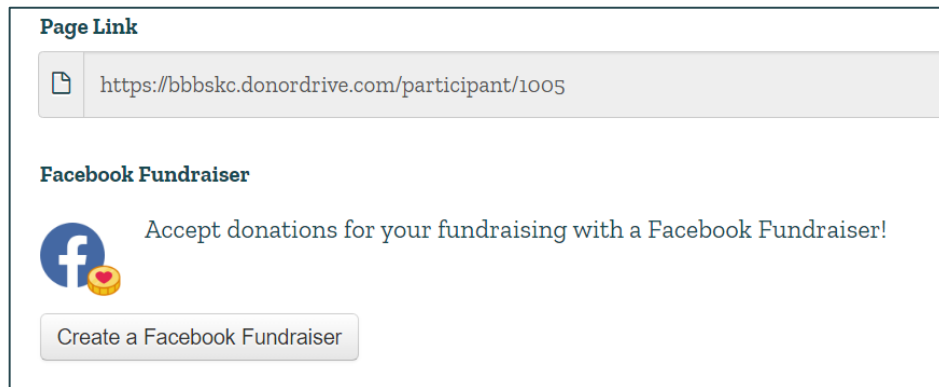 Page Link
https://bbbskc.donordrive.com/participant/1005
Facebook Fundraiser
Accept donations for your fundraising with a Facebook Fundraiser!
Create a Facebook Fundraiser